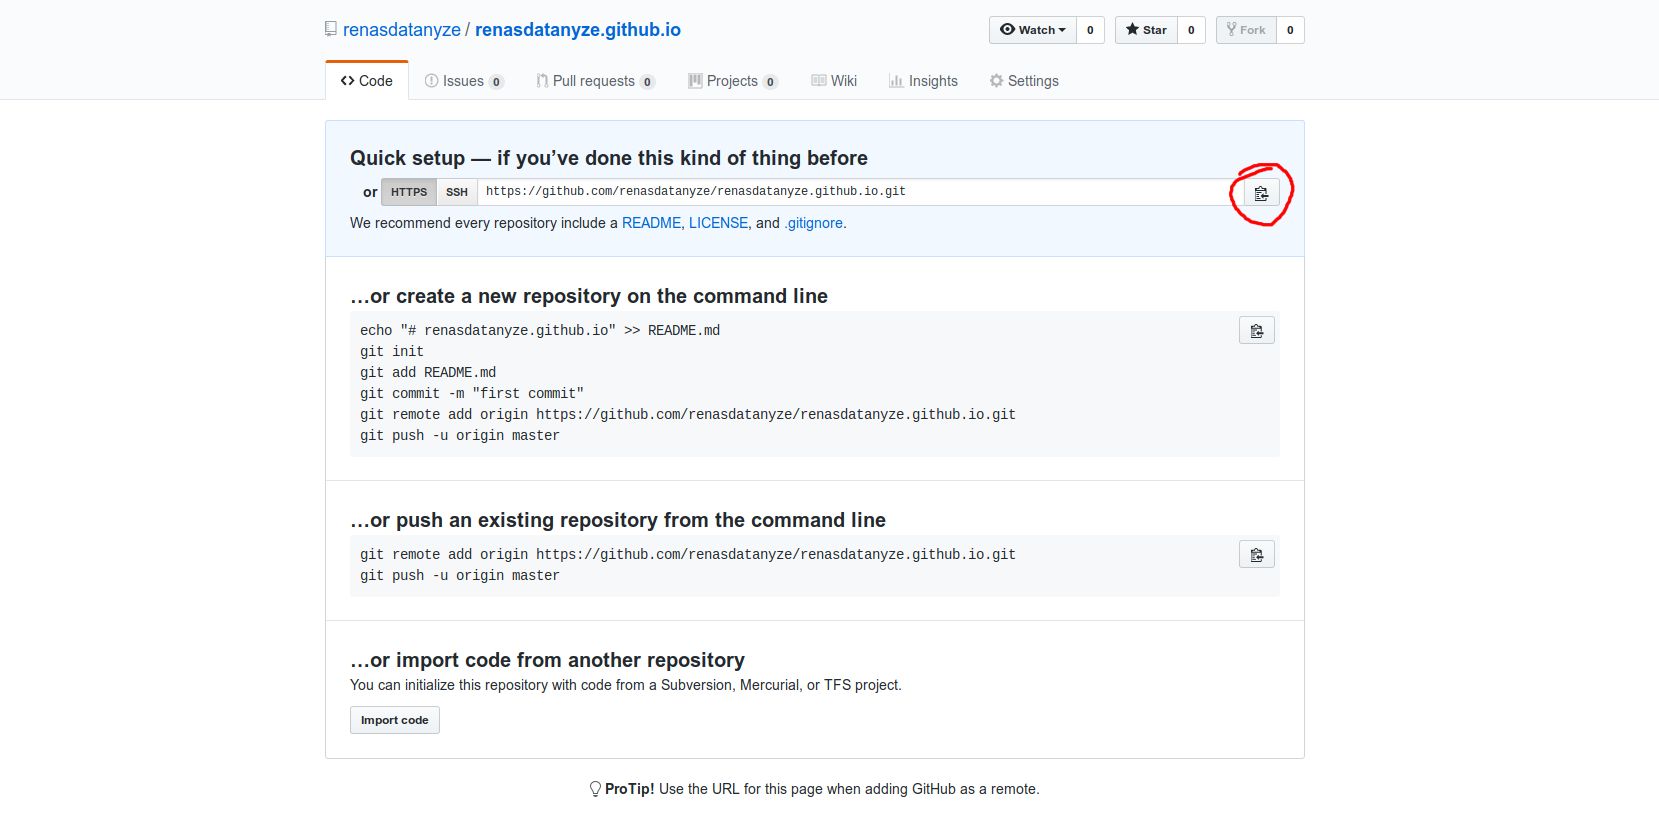 renasdatanyze / renasdatanyze.github.io
Watch 0 Star 0 Fork 0
Code Issues 0 Pull requests 0 Projects 0 Wiki Insights Settings
Quick setup — if you’ve done this kind of thing before
or HTTPS SSH https://github.com/renasdatanyze/renasdatanyze.github.io.git
We recommend every repository include a README, LICENSE, and .gitignore.
…or create a new repository on the command line
echo "# renasdatanyze.github.io" >> README.md
git init
git add README.md
git commit -m "first commit"
git remote add origin https://github.com/renasdatanyze/renasdatanyze.github.io.git
git push -u origin master
…or push an existing repository from the command line
git remote add origin https://github.com/renasdatanyze/renasdatanyze.github.io.git
git push -u origin master
…or import code from another repository
You can initialize this repository with code from a Subversion, Mercurial, or TFS project.
Import code
ProTip! Use the URL for this page when adding GitHub as a remote.